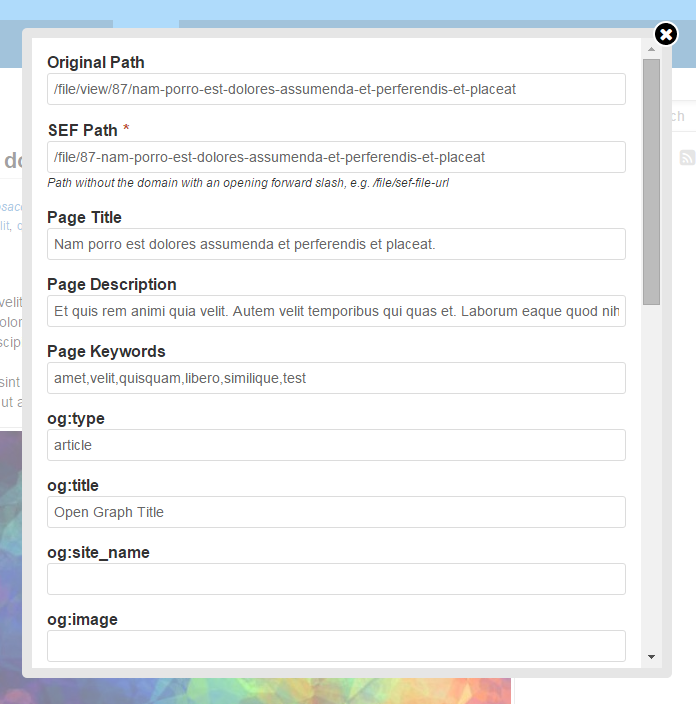 Original Path
/file/view/87/nam-porro-est-dolores-assumenda-et-perferendis-et-placeat
SEF Path *
/file/87-nam-porro-est-dolores-assumenda-et-perferendis-et-placeat
Path without the domain with an opening forward slash, e.g. /file/sef-file-url
Page Title
Nam porro est dolores assumenda et perferendis et placeat.
Page Description
Et quis rem animi quia velit. Autem velit temporibus qui quas et. Laborum eaque quod nih
Page Keywords
amet,velit,quisquam,libero,similique,test
og:type
article
og:title
Open Graph Title
og:site_name
og:image
velit
sint
ut a